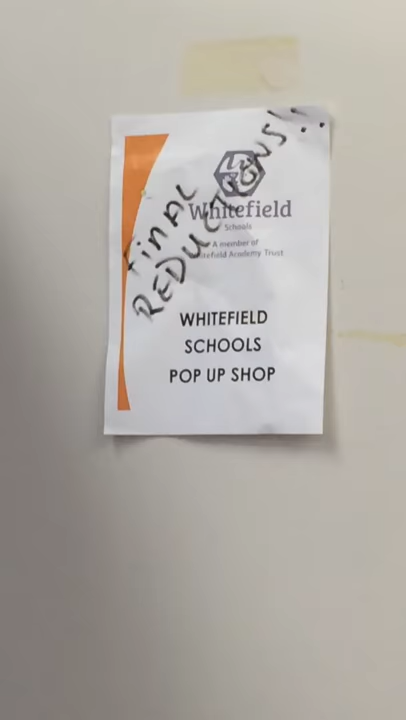 FINAL
REDUCTIONS!!
Whitefield
Schools
A member of
Whitefield Academy Trust
WHITEFIELD
SCHOOLS
POP UP SHOP